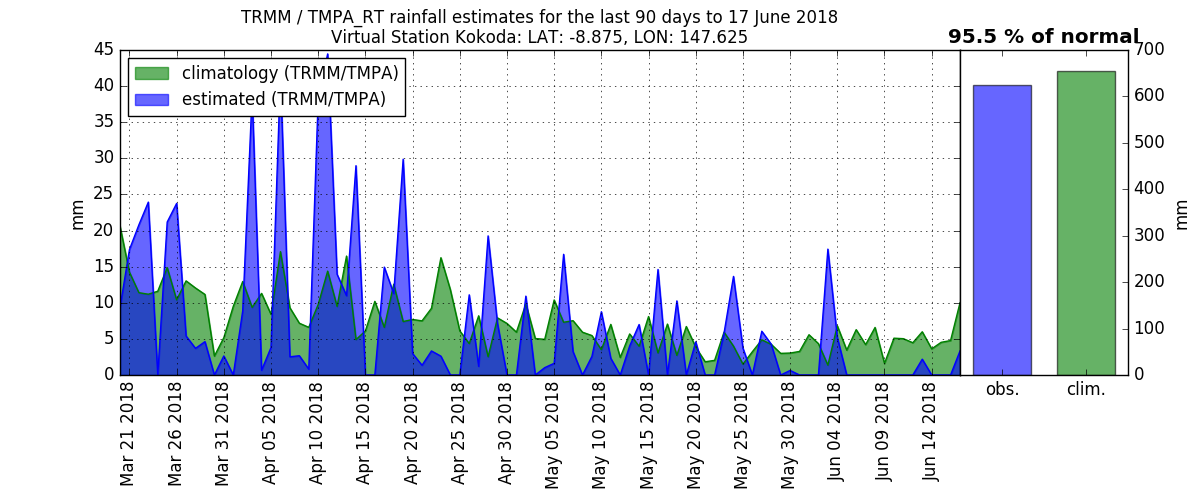 TRMM / TMPA_RT rainfall estimates for the last 90 days to 17 June 2018
Virtual Station Kokoda: LAT: -8.875, LON: 147.625
95.5 % of normal
climatology (TRMM/TMPA)
estimated (TRMM/TMPA)
45
40
35
30
25
20
15
10
5
0
mm
700
600
500
400
300
200
100
0
mm
Mar 21 2018
Mar 26 2018
Mar 31 2018
Apr 05 2018
Apr 10 2018
Apr 15 2018
Apr 20 2018
Apr 25 2018
Apr 30 2018
May 05 2018
May 10 2018
May 15 2018
May 20 2018
May 25 2018
May 30 2018
Jun 04 2018
Jun 09 2018
Jun 14 2018
obs.
clim.